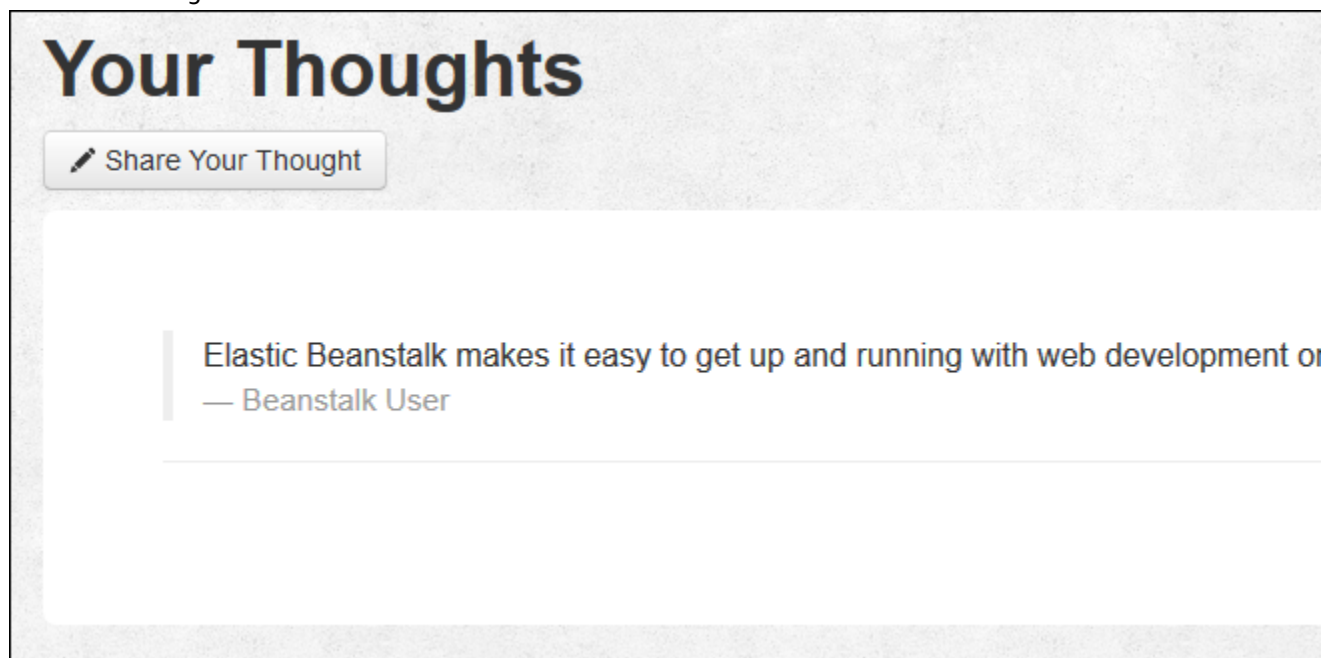 Your Thoughts
Share Your Thought
Elastic Beanstalk makes it easy to get up and running with web development
— Beanstalk User